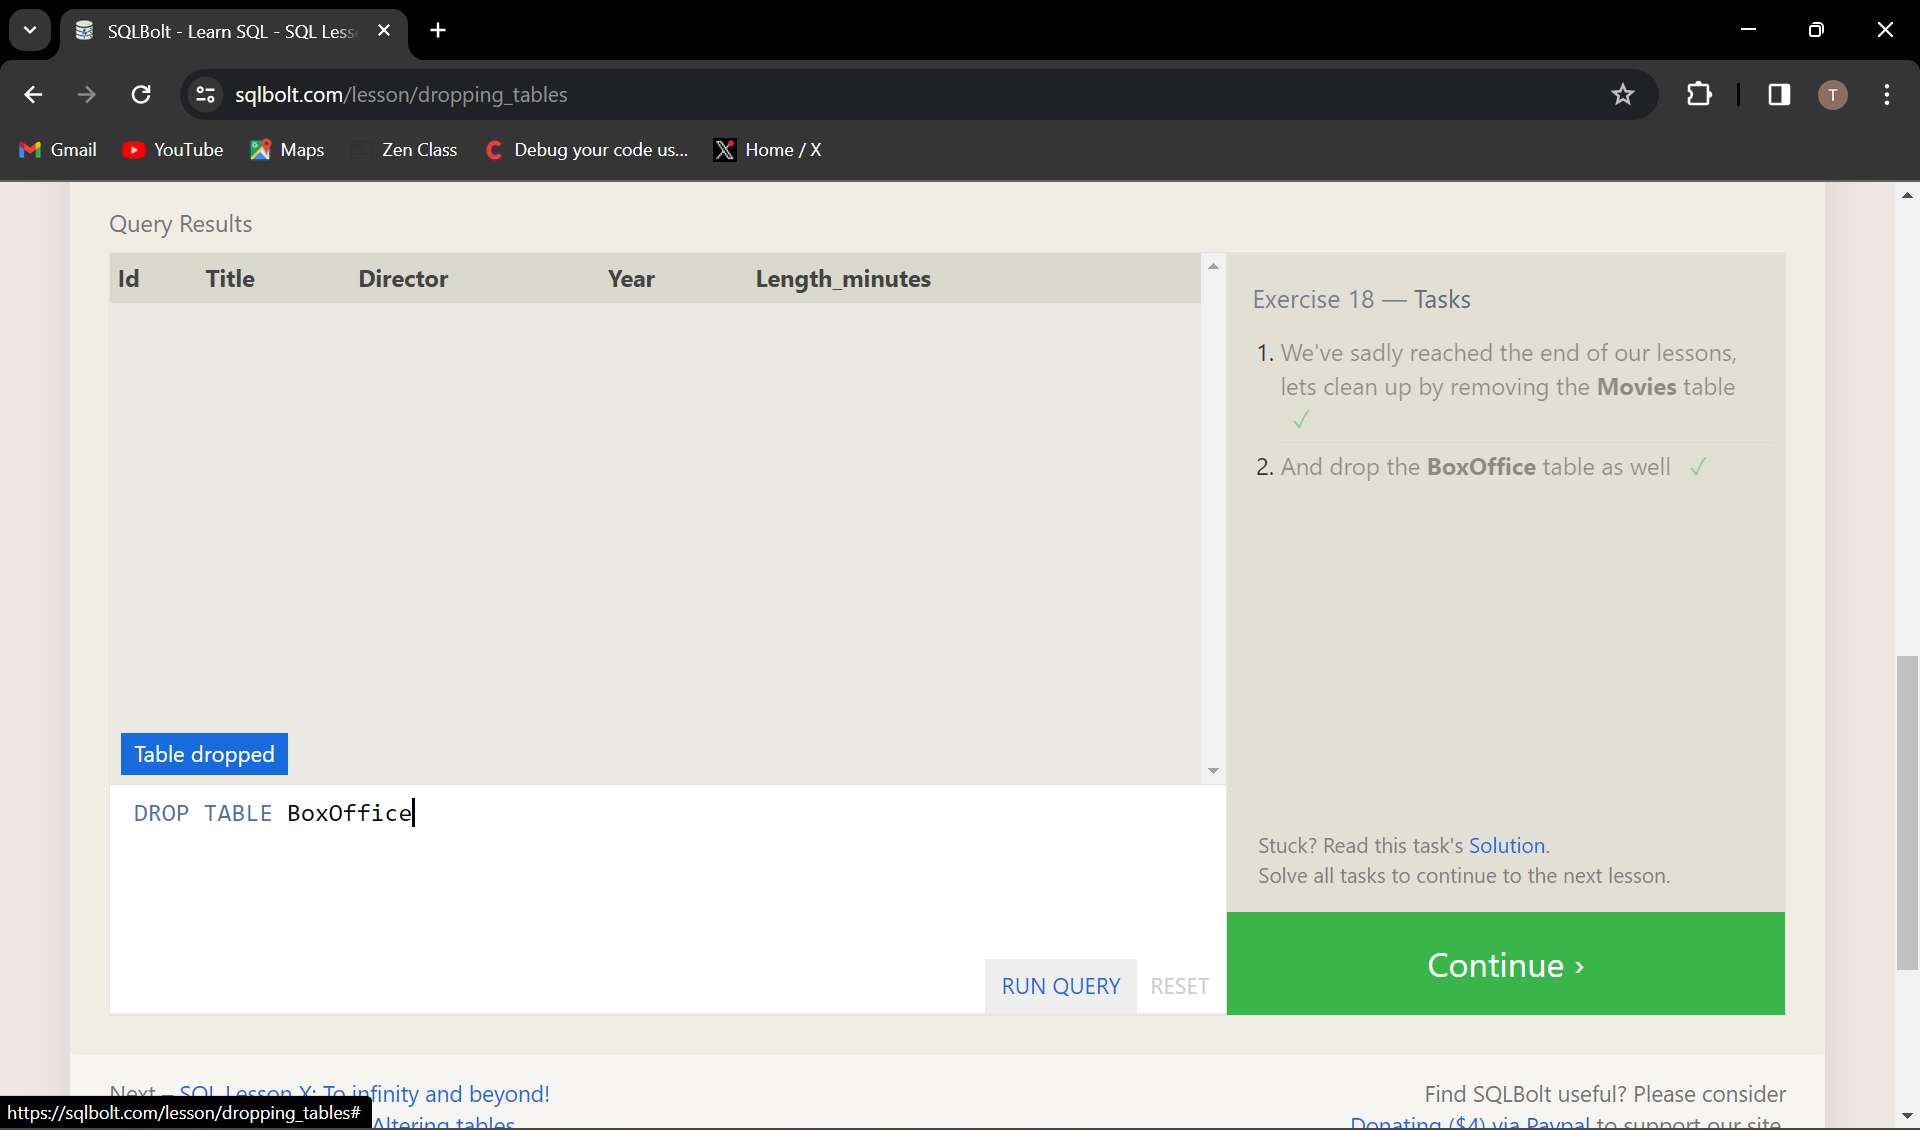 SQLBolt - Learn SQL - SQL Less
sqlbolt.com/lesson/dropping_tables
T
Gmail
YouTube
Maps
Zen Class
Debug your code us...
Home / X
Query Results
Id Title Director Year Length_minutes
Table dropped
DROP TABLE BoxOffice
RUN QUERY
RESET
Exercise 18 — Tasks
1. We've sadly reached the end of our lessons,
lets clean up by removing the Movies table
✓
2. And drop the BoxOffice table as well ✓
Stuck? Read this task's Solution.
Solve all tasks to continue to the next lesson.
Continue ›
Next – SQL Lesson X: To infinity and beyond!
Altering tables
Find SQLBolt useful? Please consider
Donating ($4) via Paypal to support our site.
https://sqlbolt.com/lesson/dropping_tables#